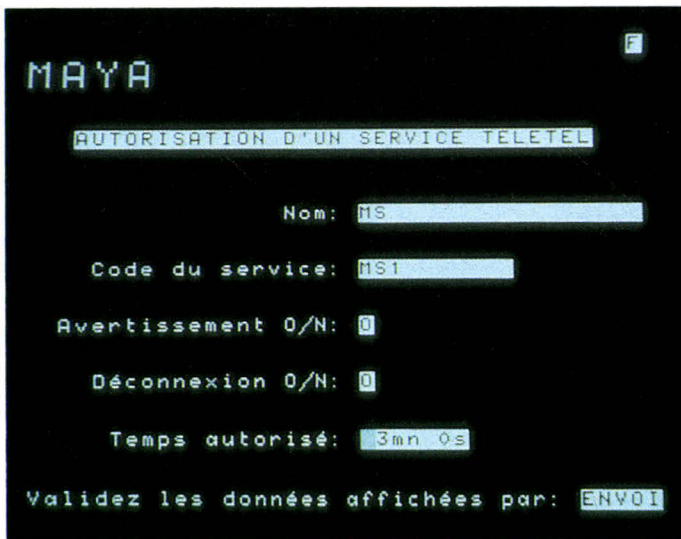 F
MAYA
AUTORISATION D'UN SERVICE TELETEL
Nom: MS
Code du service: MS1
Avertissement O/N: O
Déconnexion O/N: O
Temps autorisé: 3mn 0s
Validez les données affichées par: ENVOI